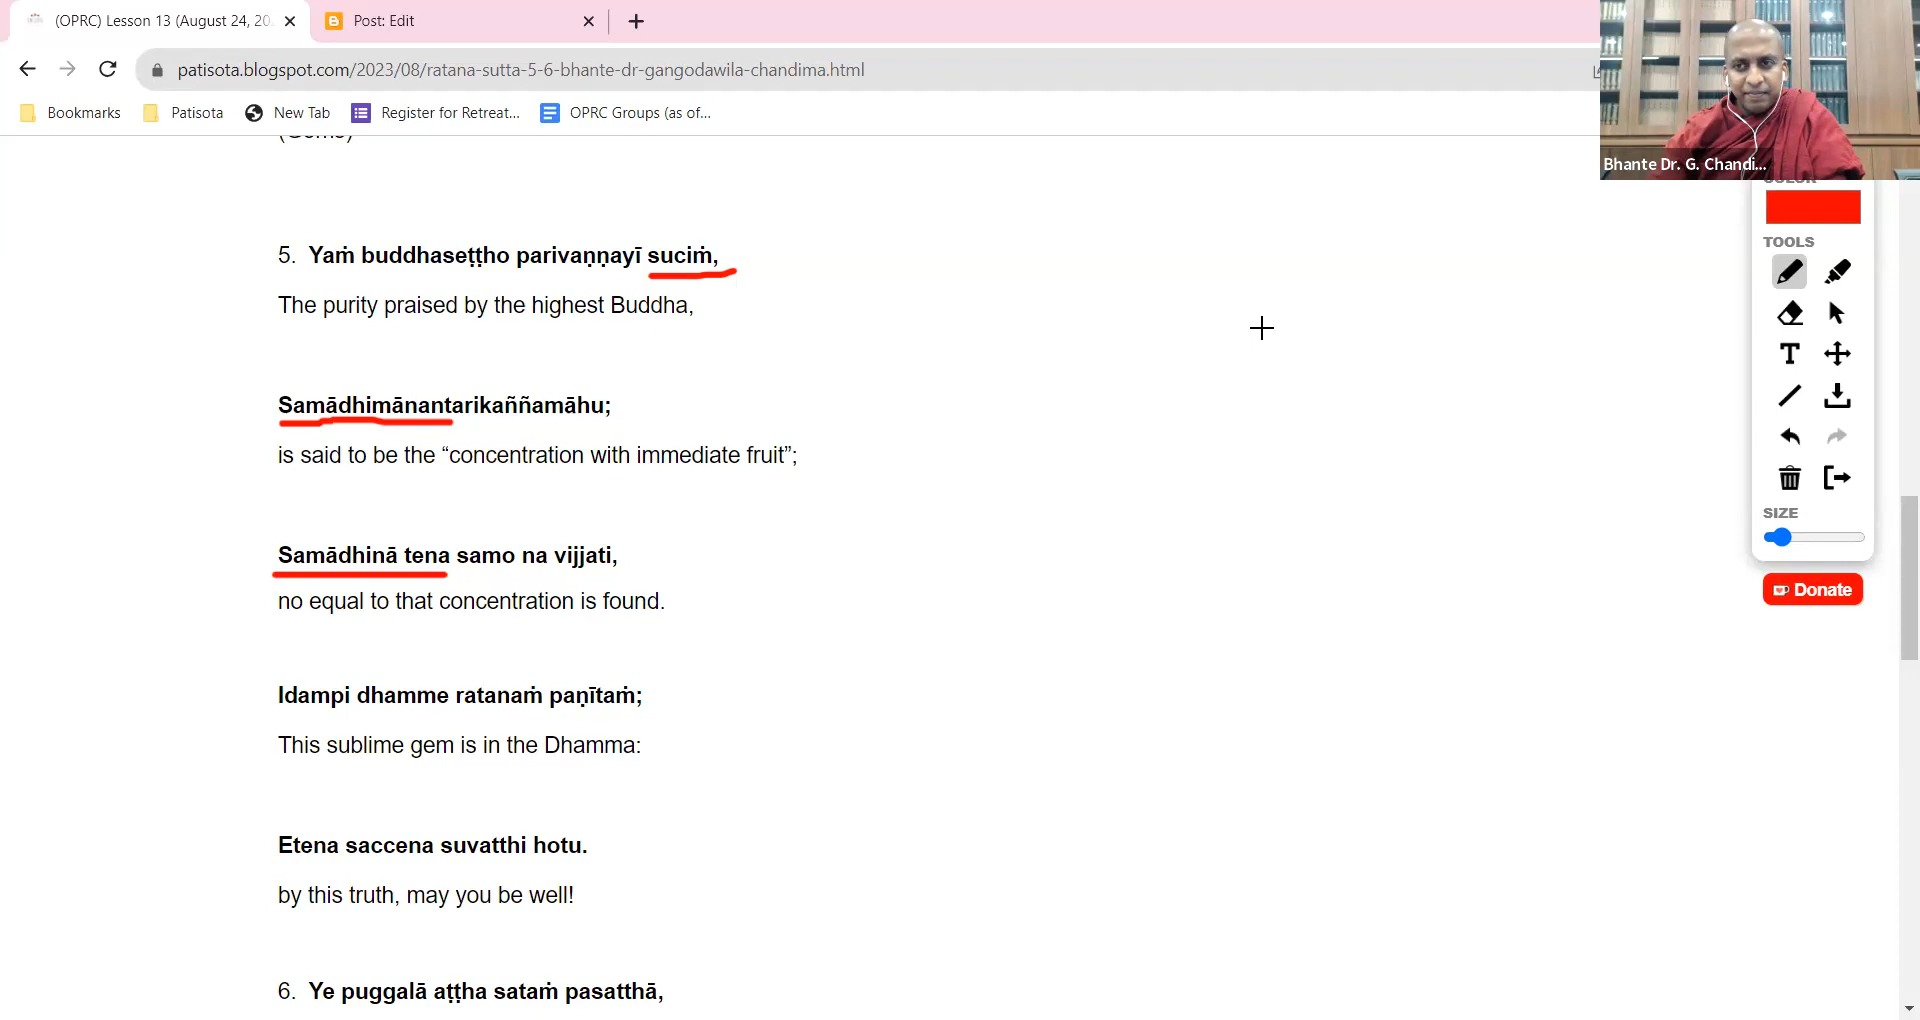 (OPRC) Lesson 13 (August 24, 20
Post: Edit
patisota.blogspot.com/2023/08/ratana-sutta-5-6-bhante-dr-gangodawila-chandima.html
Bookmarks
Patisota
New Tab
Register for Retreat...
OPRC Groups (as of...
Bhante Dr. G. Chandi...
COLOR
TOOLS
SIZE
Donate
(Gems)
5. Yaṁ buddhaseṭṭho parivaṇṇayī suciṁ,
The purity praised by the highest Buddha,
Samādhimānantarikaññamāhu;
is said to be the “concentration with immediate fruit”;
Samādhinā tena samo na vijjati,
no equal to that concentration is found.
Idampi dhamme ratanaṁ paṇītaṁ;
This sublime gem is in the Dhamma:
Etena saccena suvatthi hotu.
by this truth, may you be well!
6. Ye puggalā aṭṭha sataṁ pasatthā,